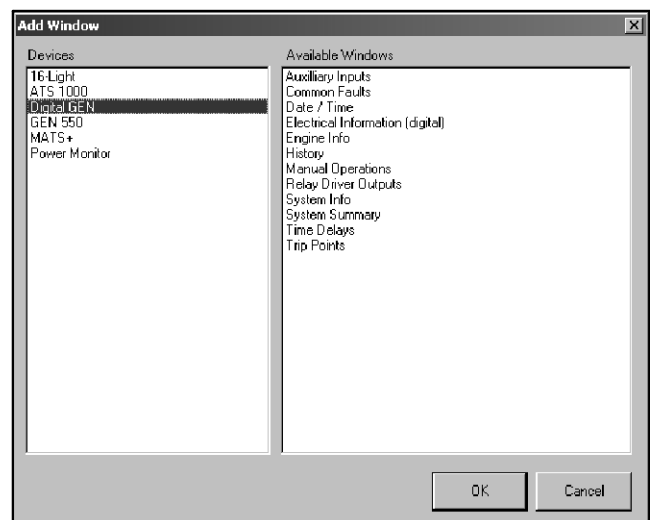 Add Window
Devices
16-Light
ATS 1000
Digital GEN
GEN 550
MATS+
Power Monitor
Available Windows
Auxilliary Inputs
Common Faults
Date / Time
Electrical Information (digital)
Engine Info
History
Manual Operations
Relay Driver Outputs
System Info
System Summary
Time Delays
Trip Points
OK
Cancel